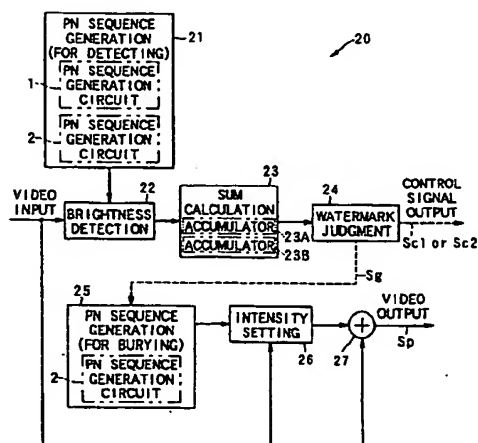 PN SEQUENCE
GENERATION
(FOR DETECTING)
21
20
1
PN SEQUENCE
GENERATION
CIRCUIT
2
PN SEQUENCE
GENERATION
CIRCUIT
VIDEO
INPUT
22
BRIGHTNESS
DETECTION
23
SUM
CALCULATION
ACCUMULATOR
23A
ACCUMULATOR
23B
24
WATERMARK
JUDGMENT
CONTROL
SIGNAL
OUTPUT
Sc1 or Sc2
Sg
25
PN SEQUENCE
GENERATION
(FOR BURYING)
2
PN SEQUENCE
GENERATION
CIRCUIT
INTENSITY
SETTING
26
+
27
VIDEO
OUTPUT
Sp